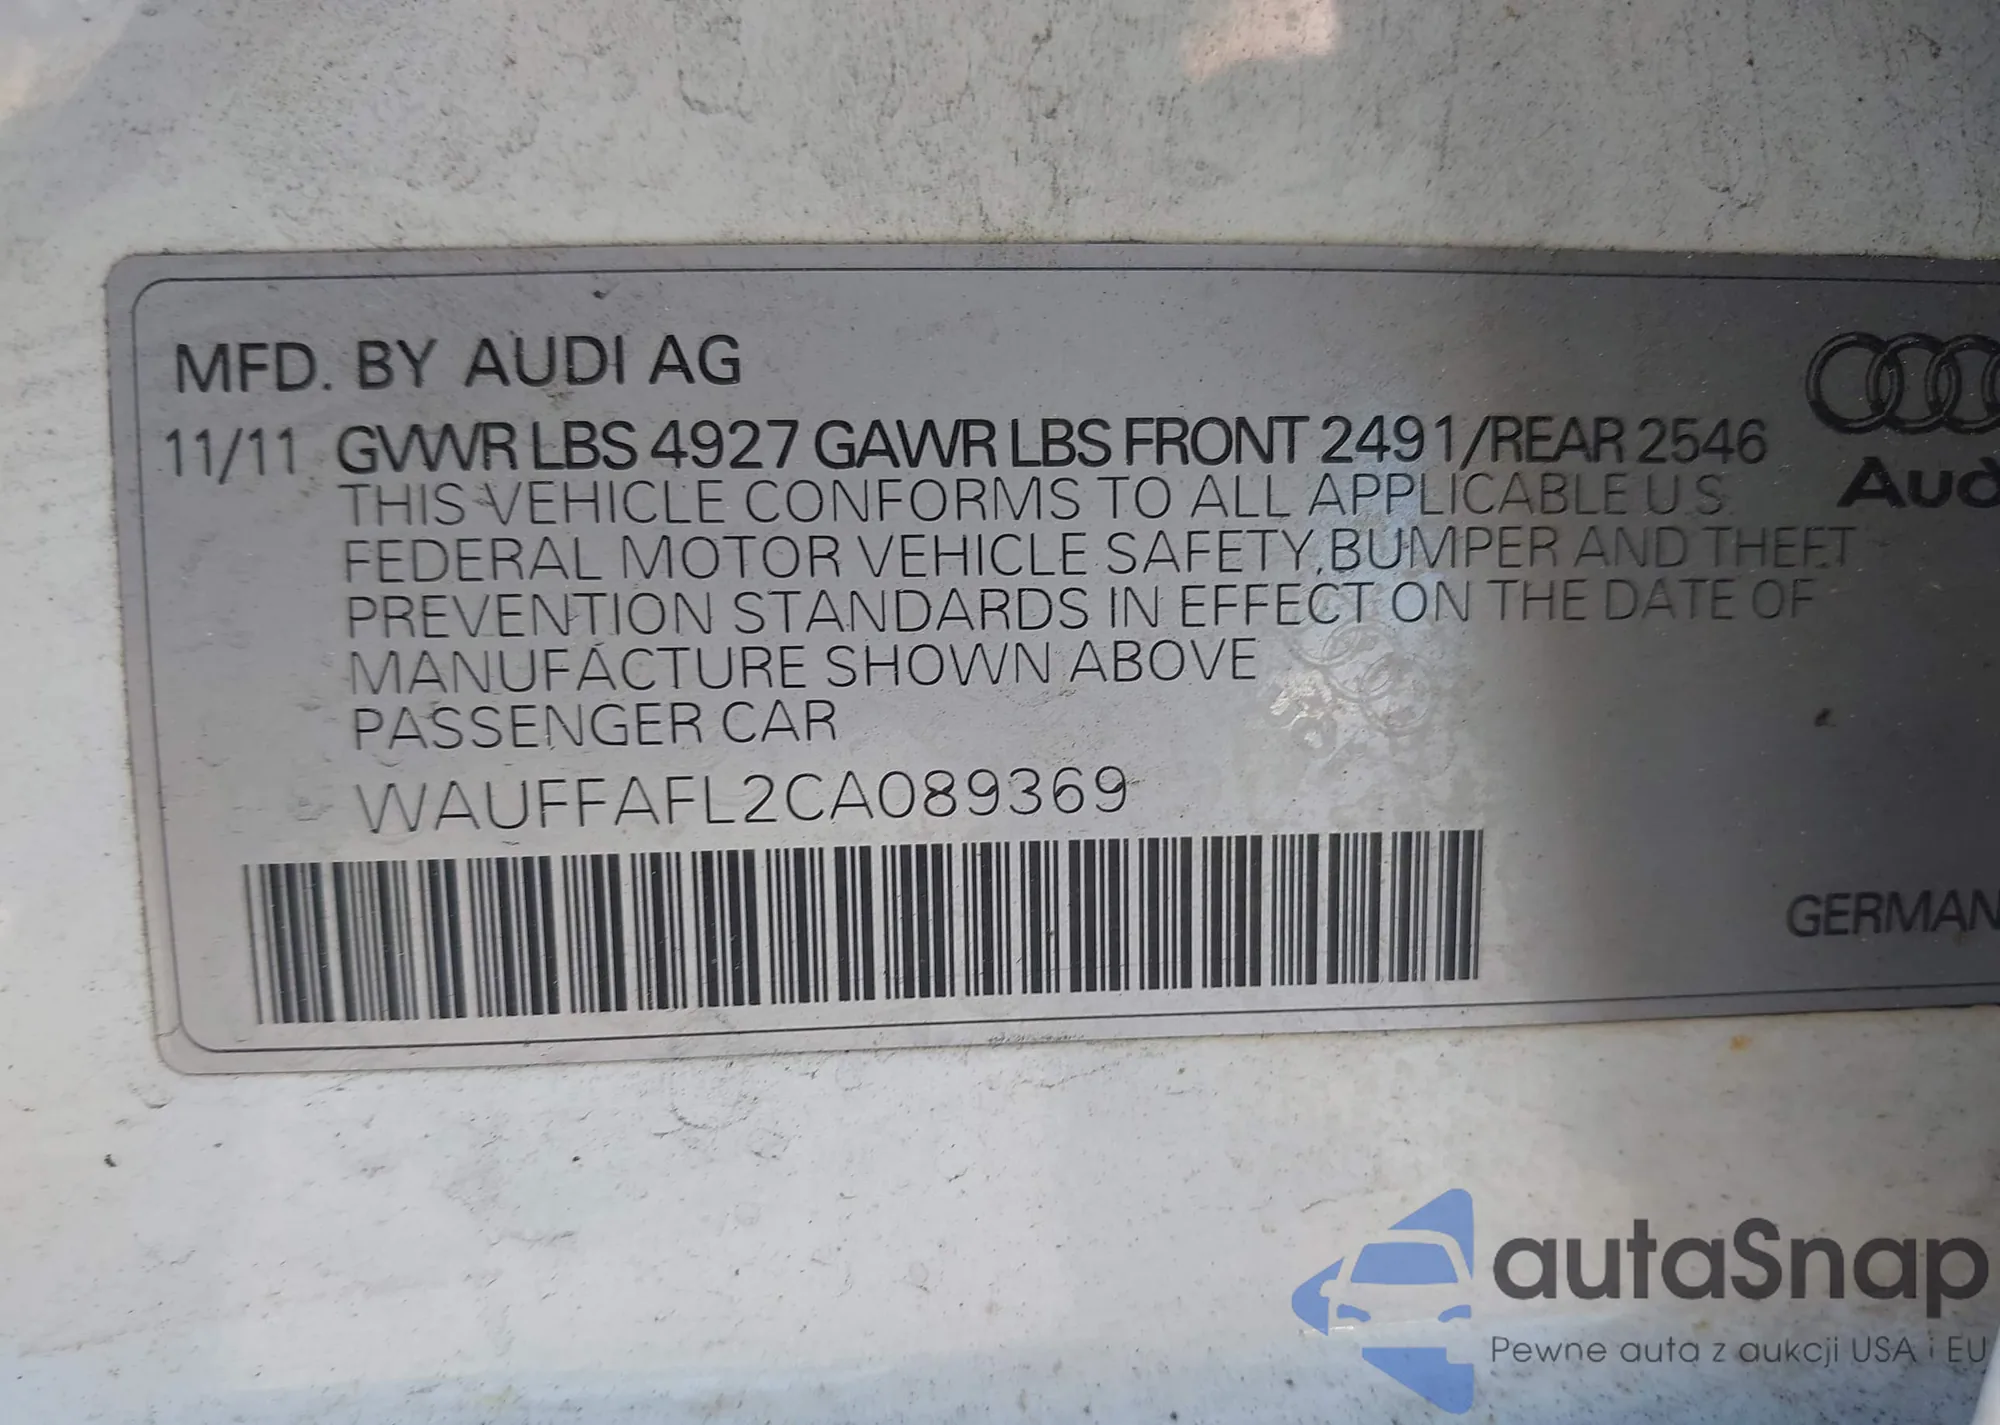 MFD. BY AUDI AG
11/11 GVWR LBS 4927 GAWR LBS FRONT 2491/REAR 2546
THIS VEHICLE CONFORMS TO ALL APPLICABLE U.S.
FEDERAL MOTOR VEHICLE SAFETY, BUMPER AND THEFT
PREVENTION STANDARDS IN EFFECT ON THE DATE OF
MANUFACTURE SHOWN ABOVE
PASSENGER CAR
WAUFFAFL2CA089369
Aud
GERMAN
autaSnap
Pewne auta z aukcji USA i EU